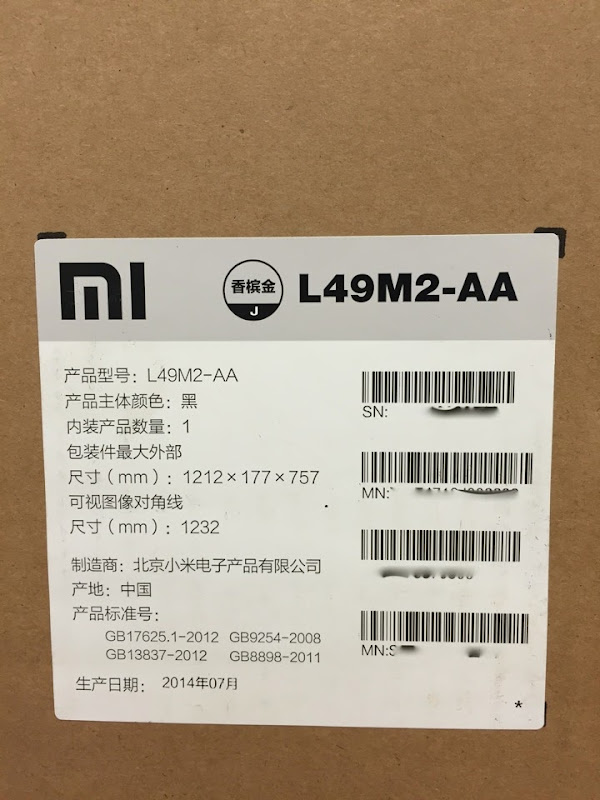 mi
香槟金
J
L49M2-AA
产品型号：L49M2-AA
产品主体颜色：黑
内装产品数量：1
包装件最大外部
尺寸（mm）：1212×177×757
可视图像对角线
尺寸（mm）：1232
制造商：北京小米电子产品有限公司
产地：中国
产品标准号：
GB17625.1-2012 GB9254-2008
GB13837-2012 GB8898-2011
生产日期： 2014年07月
SN:
MN:
MN:S
*